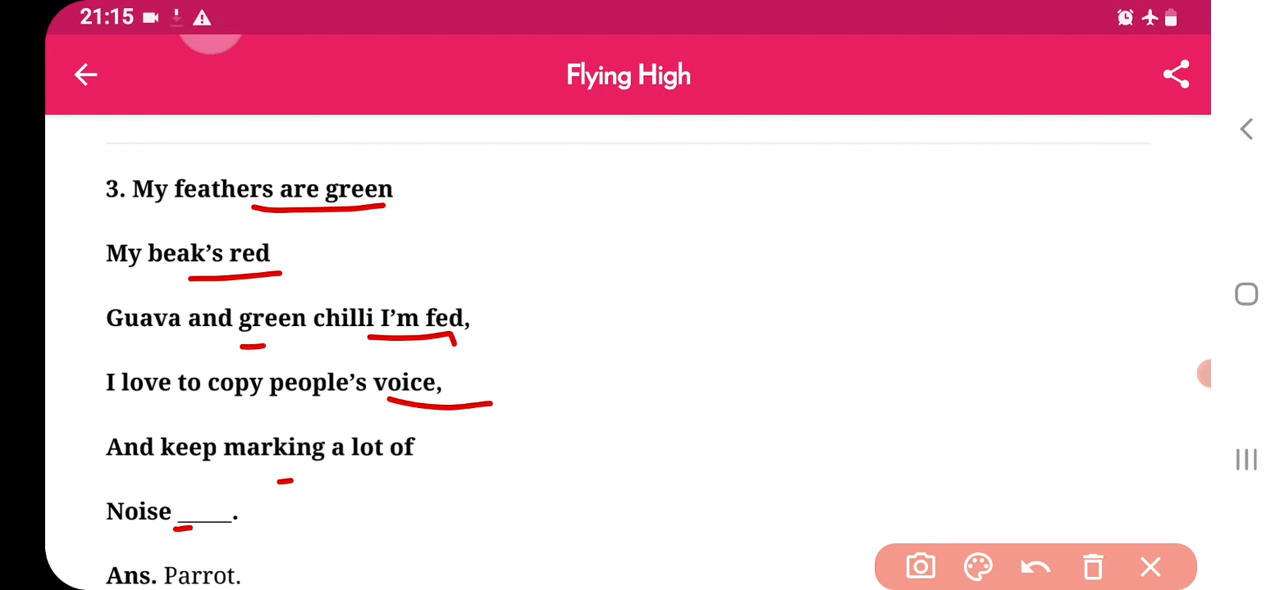 21:15
Flying High
3. My feathers are green
My beak’s red
Guava and green chilli I’m fed,
I love to copy people’s voice,
And keep marking a lot of
Noise _____.
Ans. Parrot.